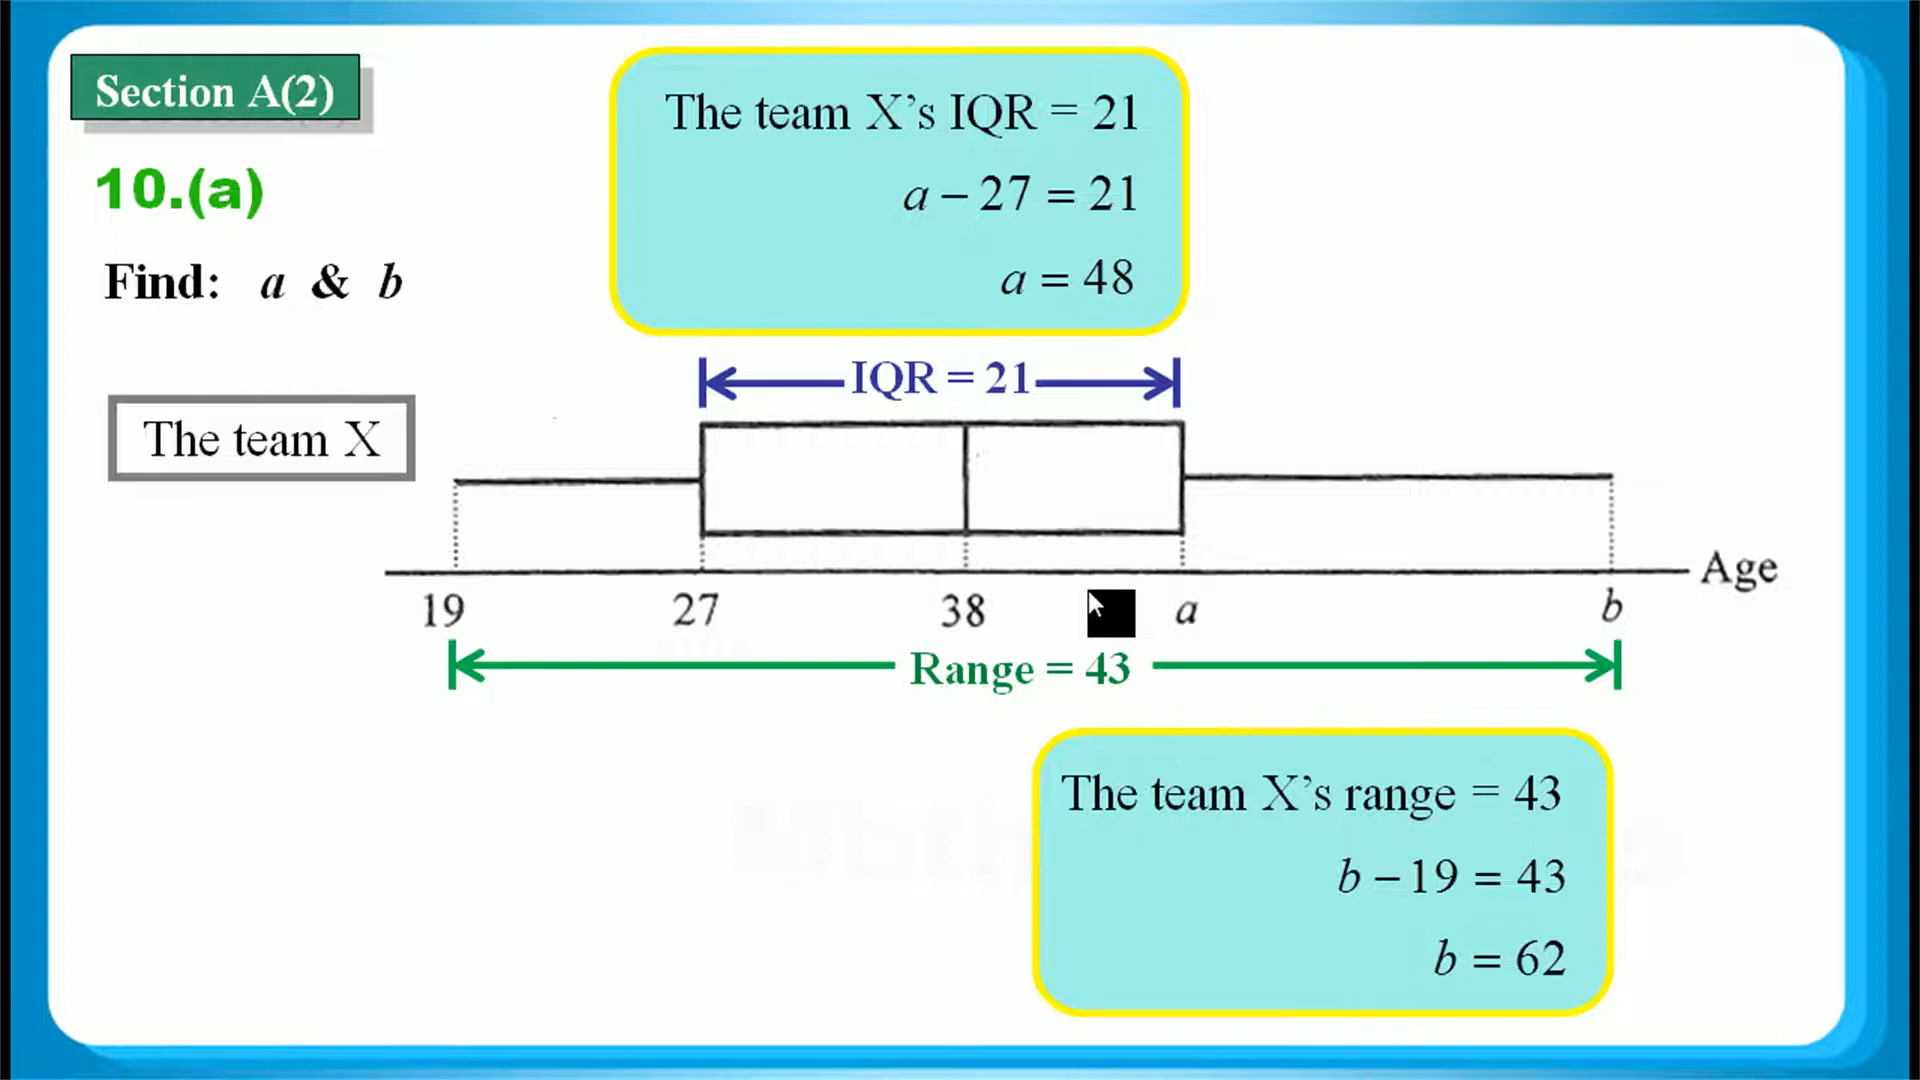 Section A(2)
10.(a)
Find: a & b
The team X's IQR = 21
a − 27 = 21
a = 48
IQR = 21
The team X
Age
19 27 38 a b
Range = 43
The team X's range = 43
b − 19 = 43
b = 62